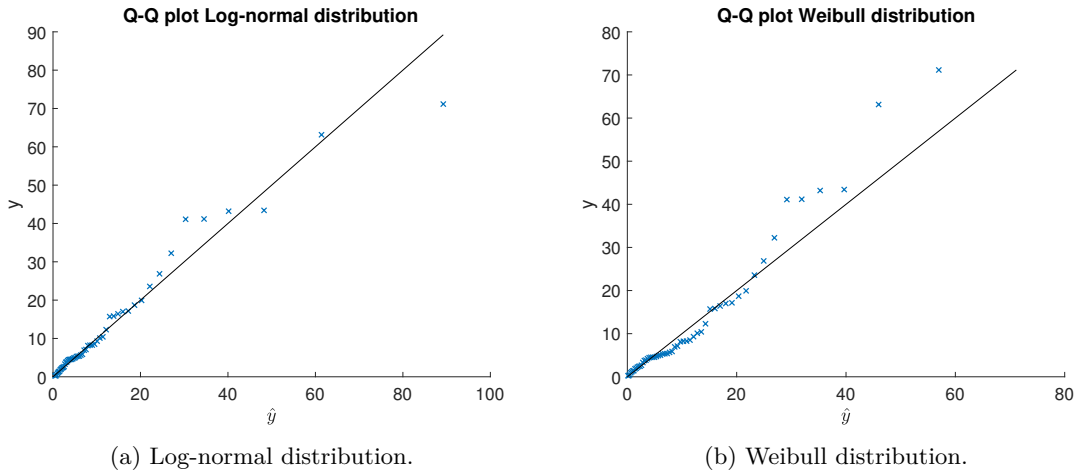 Q-Q plot Log-normal distribution
90
80
70
60
50
40
30
20
10
0
y
0 20 40 60 80 100
ŷ
(a) Log-normal distribution.
Q-Q plot Weibull distribution
80
70
60
50
40
30
20
10
0
y
0 20 40 60 80
ŷ
(b) Weibull distribution.